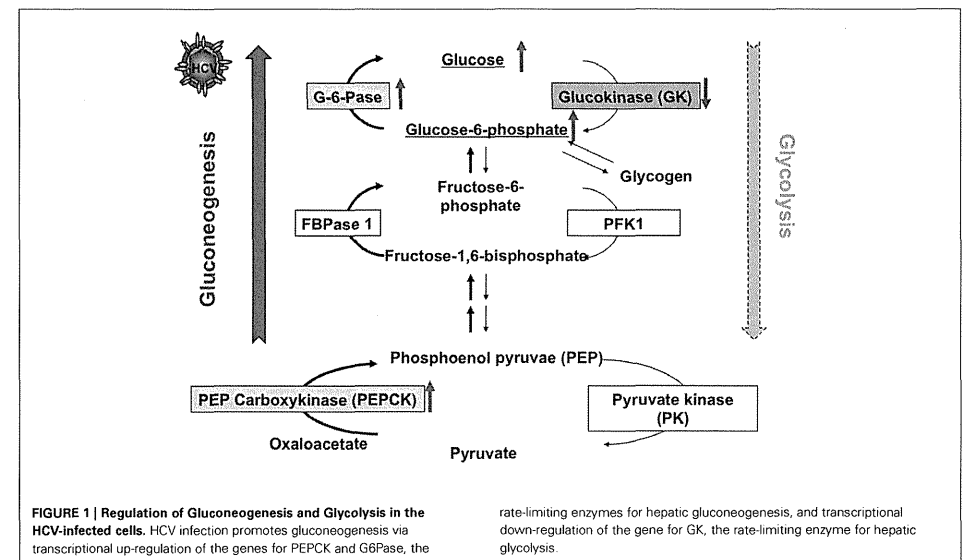 HCV
Gluconeogenesis
Glucose
G-6-Pase
Glucokinase (GK)
Glucose-6-phosphate
Glycogen
Fructose-6-
phosphate
FBPase 1
PFK1
Fructose-1,6-bisphosphate
Glycolysis
Phosphoenol pyruvae (PEP)
PEP Carboxykinase (PEPCK)
Pyruvate kinase
(PK)
Oxaloacetate
Pyruvate
FIGURE 1 | Regulation of Gluconeogenesis and Glycolysis in the
HCV-infected cells. HCV infection promotes gluconeogenesis via
transcriptional up-regulation of the genes for PEPCK and G6Pase, the
rate-limiting enzymes for hepatic gluconeogenesis, and transcriptional
down-regulation of the gene for GK, the rate-limiting enzyme for hepatic
glycolysis.